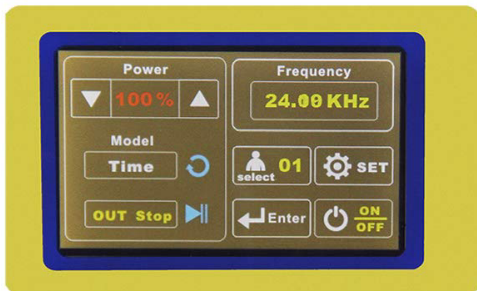 Power
100%
Model
Time
OUT Stop
Frequency
24.00 KHz
select 01
SET
Enter
ON
OFF